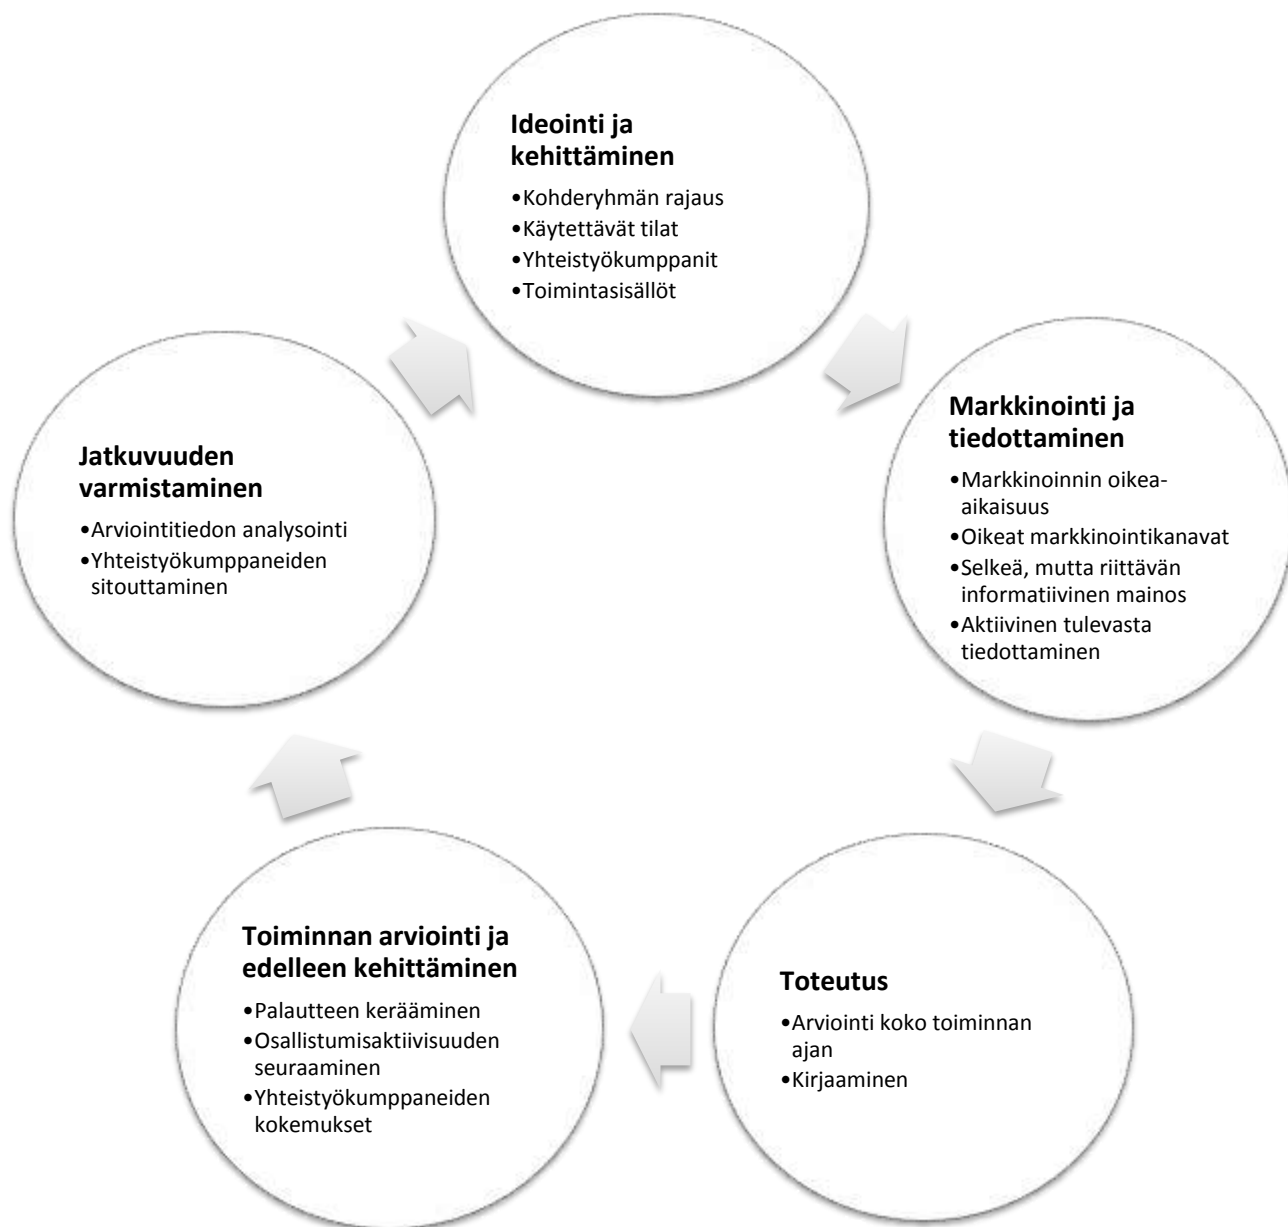 Ideointi ja
kehittäminen
•Kohderyhmän rajaus
•Käytettävät tilat
•Yhteistyökumppanit
•Toimintasisällöt
Markkinointi ja
tiedottaminen
•Markkinoinnin oikea-
aikaisuus
•Oikeat markkinointikanavat
•Selkeä, mutta riittävän
informatiivinen mainos
•Aktiivinen tulevasta
tiedottaminen
Toteutus
•Arviointi koko toiminnan
ajan
•Kirjaaminen
Toiminnan arviointi ja
edelleen kehittäminen
•Palautteen kerääminen
•Osallistumisaktiivisuuden
seuraaminen
•Yhteistyökumppaneiden
kokemukset
Jatkuvuuden
varmistaminen
•Arviointitiedon analysointi
•Yhteistyökumppaneiden
sitouttaminen